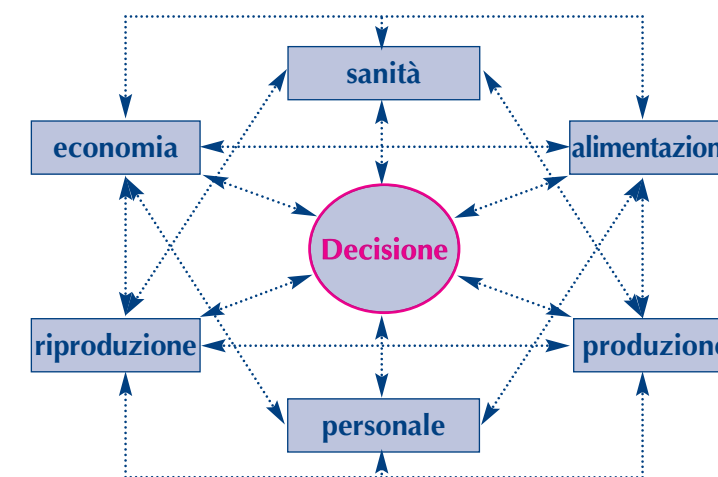 sanità
economia
alimentazion
Decisione
riproduzione
produzione
personale